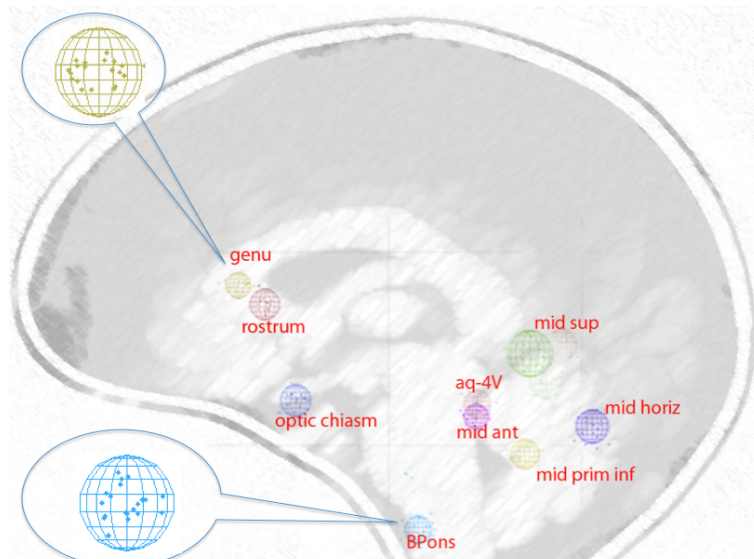 genu
rostrum
mid sup
aq-4V
optic chiasm
mid ant
mid horiz
mid prim inf
BPons